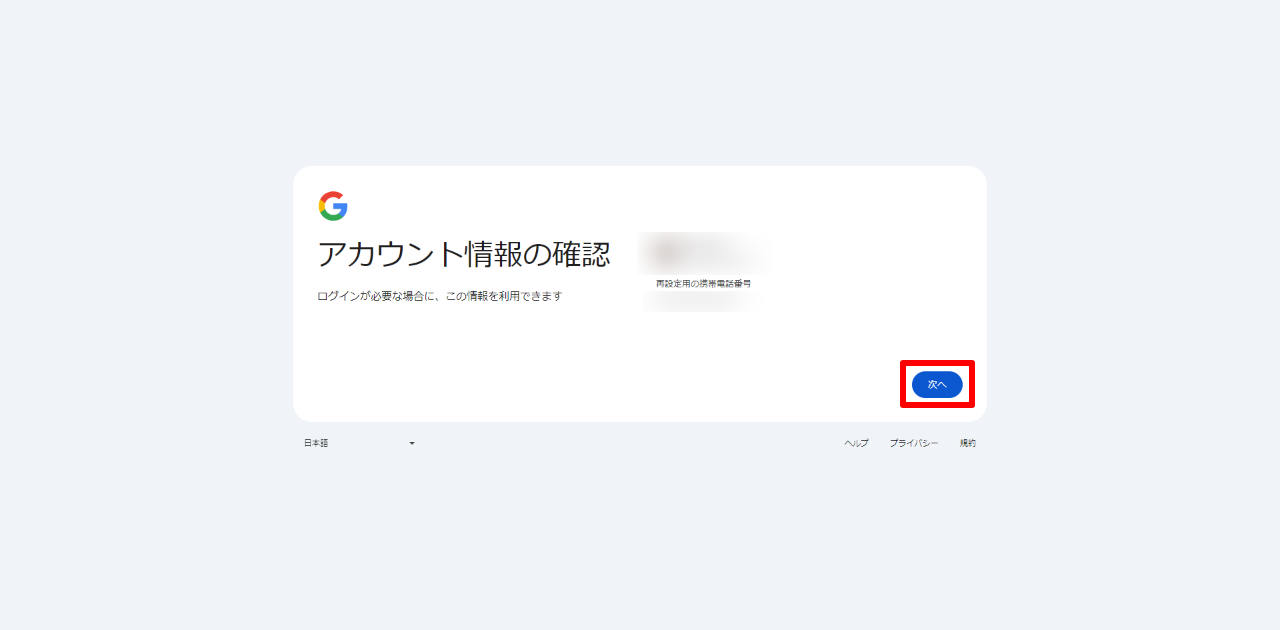 アカウント情報の確認
ログインが必要な場合に、この情報を利用できます
再設定用の携帯電話番号
次へ
日本語
ヘルプ
プライバシー
規約